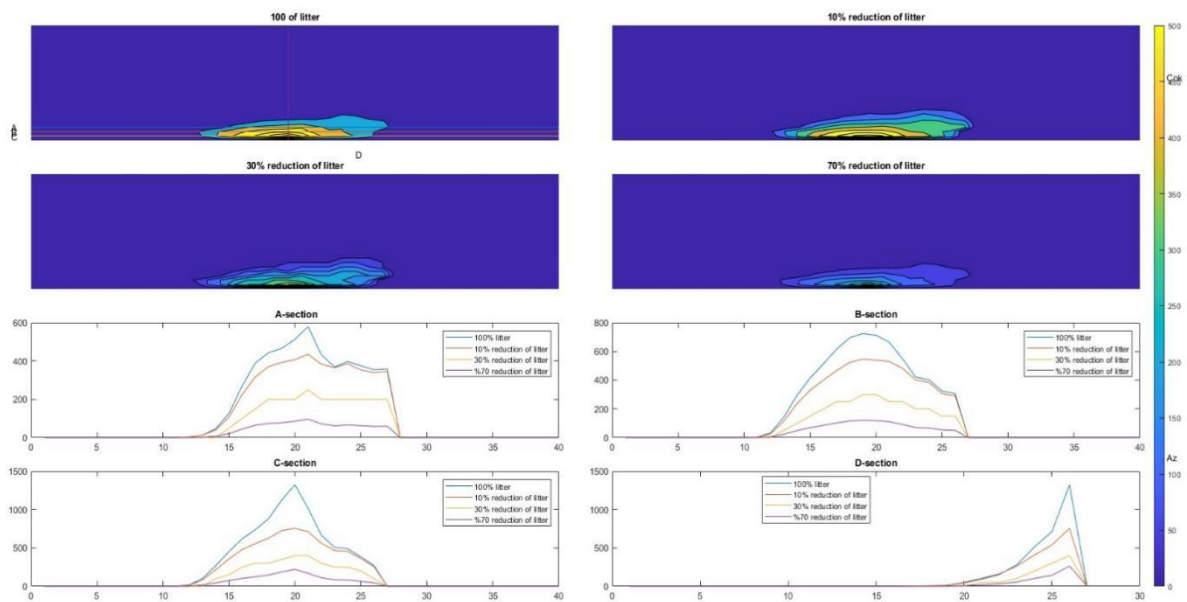 100 of litter
10% reduction of litter
500
Çok
450
400
350
300
250
200
150
Az
100
50
0
A
C
D
30% reduction of litter
70% reduction of litter
A-section
600
400
200
0
0 5 10 15 20 25 30 35 40
100% litter
10% reduction of litter
30% reduction of litter
%70 reduction of litter
B-section
800
600
400
200
0
0 5 10 15 20 25 30 35 40
100% litter
10% reduction of litter
30% reduction of litter
%70 reduction of litter
C-section
1500
1000
500
0
0 5 10 15 20 25 30 35 40
100% litter
10% reduction of litter
30% reduction of litter
%70 reduction of litter
D-section
1500
1000
500
0
0 5 10 15 20 25 30
100% litter
10% reduction of litter
30% reduction of litter
%70 reduction of litter